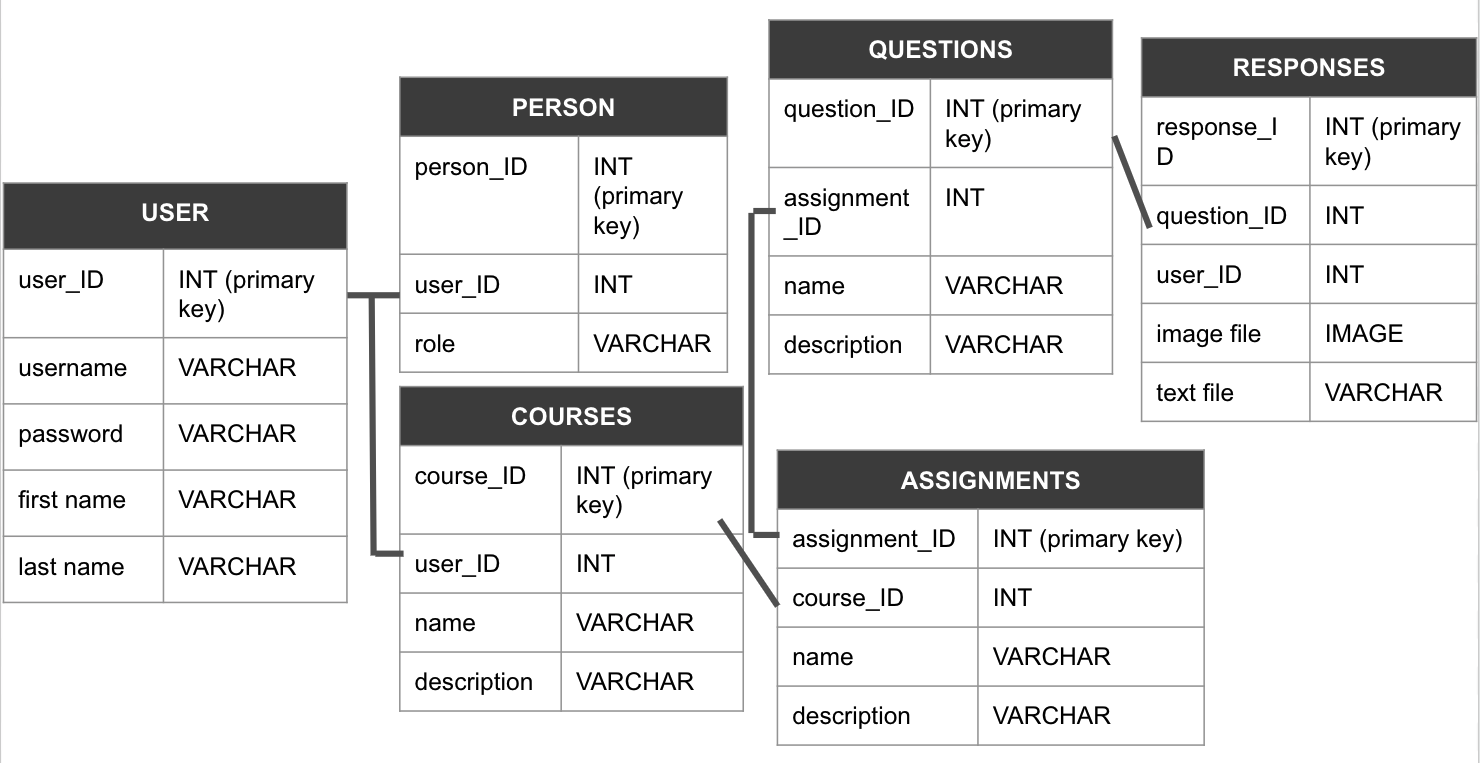 USER
user_ID
INT (primary
key)
username
VARCHAR
password
VARCHAR
first name
VARCHAR
last name
VARCHAR
PERSON
person_ID
INT
(primary
key)
user_ID
INT
role
VARCHAR
COURSES
course_ID
INT (primary
key)
user_ID
INT
name
VARCHAR
description
VARCHAR
QUESTIONS
question_ID
INT (primary
key)
assignment
_ID
INT
name
VARCHAR
description
VARCHAR
ASSIGNMENTS
assignment_ID
INT (primary key)
course_ID
INT
name
VARCHAR
description
VARCHAR
RESPONSES
response_I
D
INT (primary
key)
question_ID
INT
user_ID
INT
image file
IMAGE
text file
VARCHAR